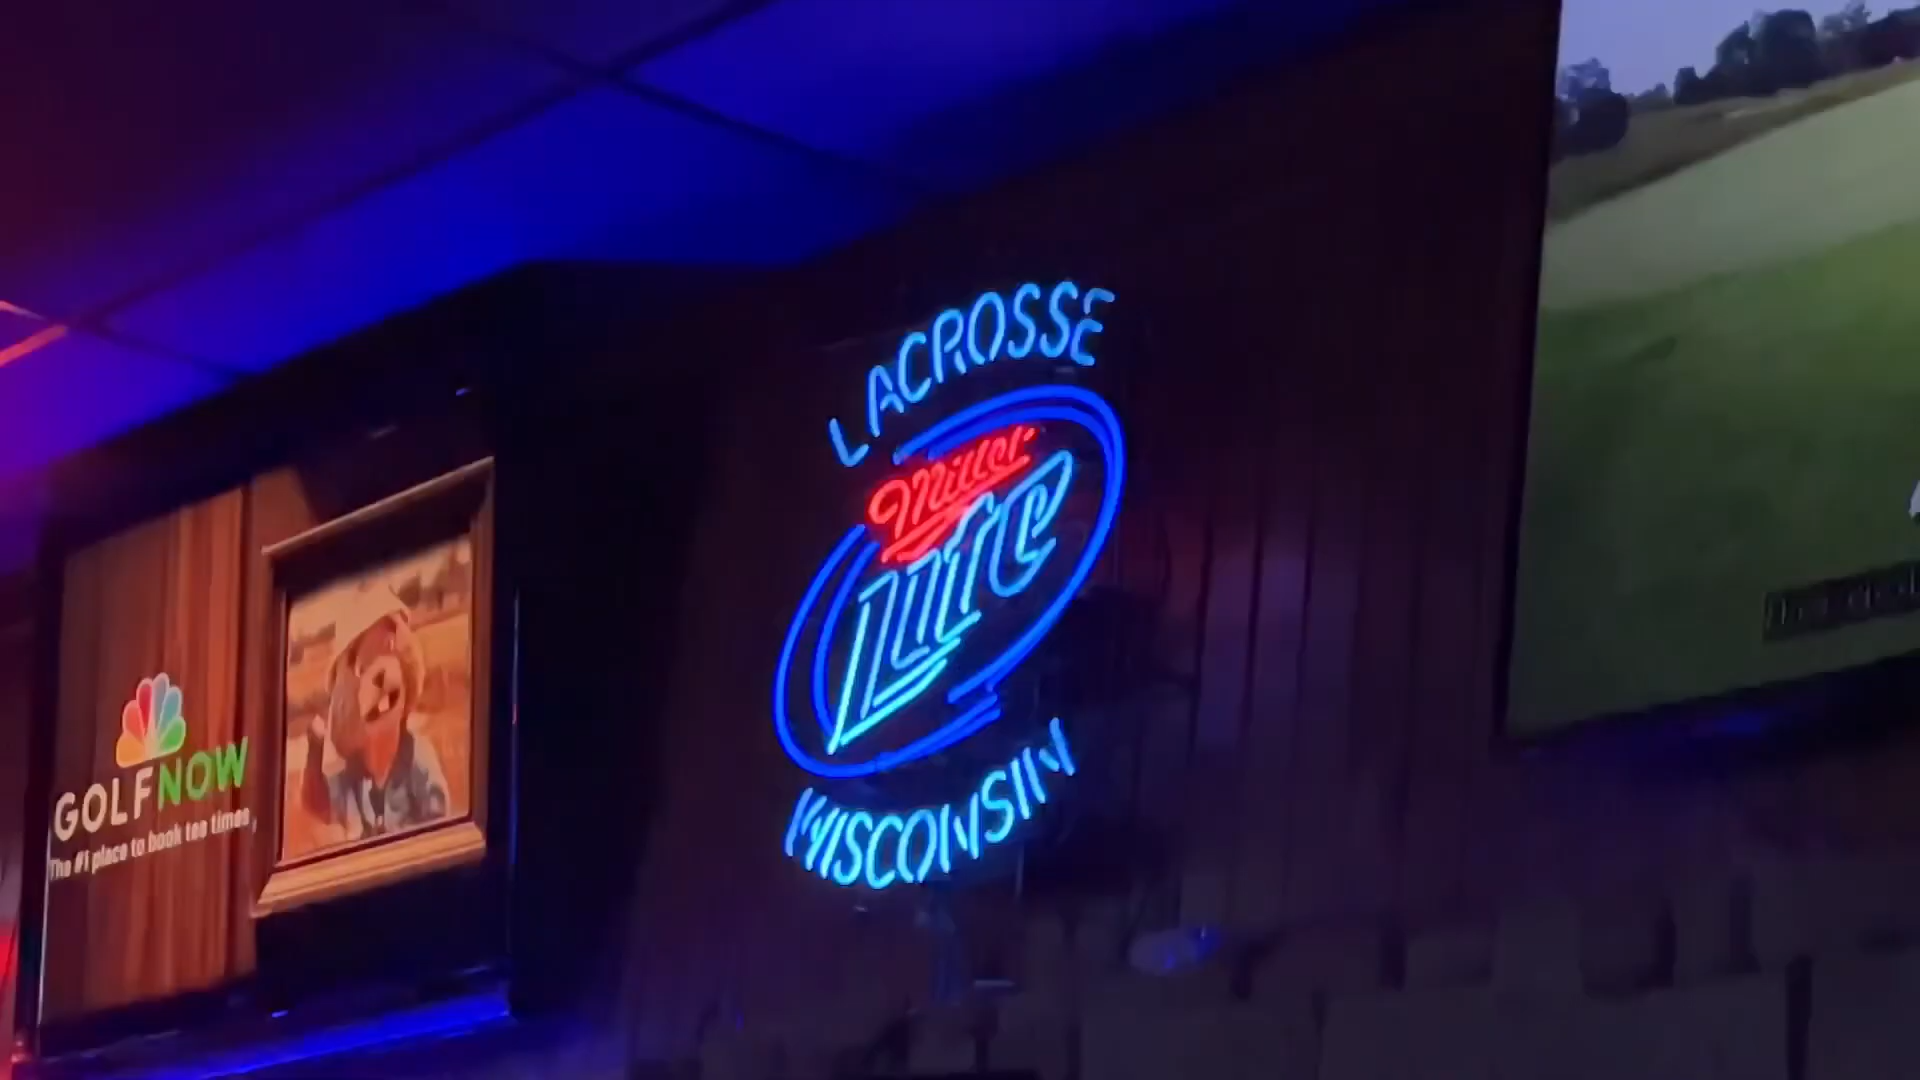 LACROSSE
Miller
Lite
WISCONSIN
GOLFNOW
The #1 place to book tee times